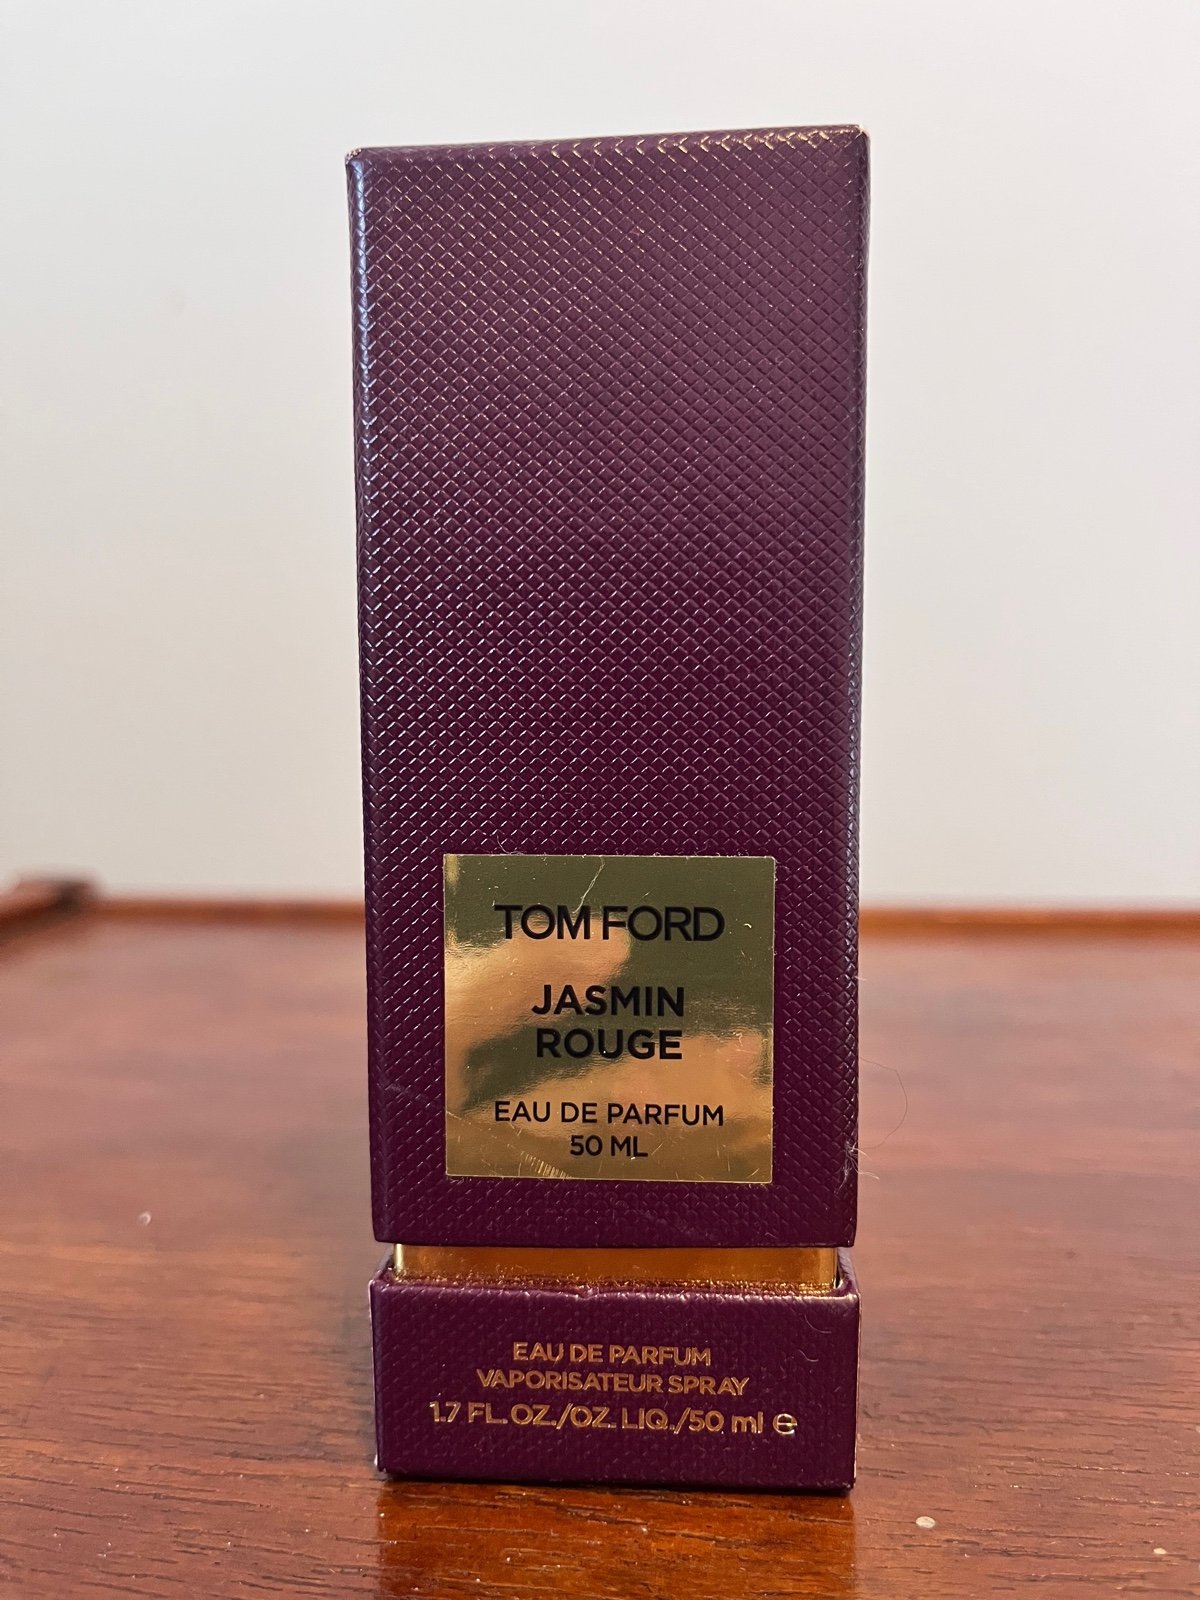 TOM FORD
JASMIN
ROUGE
EAU DE PARFUM
50 ML
EAU DE PARFUM
VAPORISATEUR SPRAY
1.7 FL. OZ./OZ. LIQ./50 ml ℮